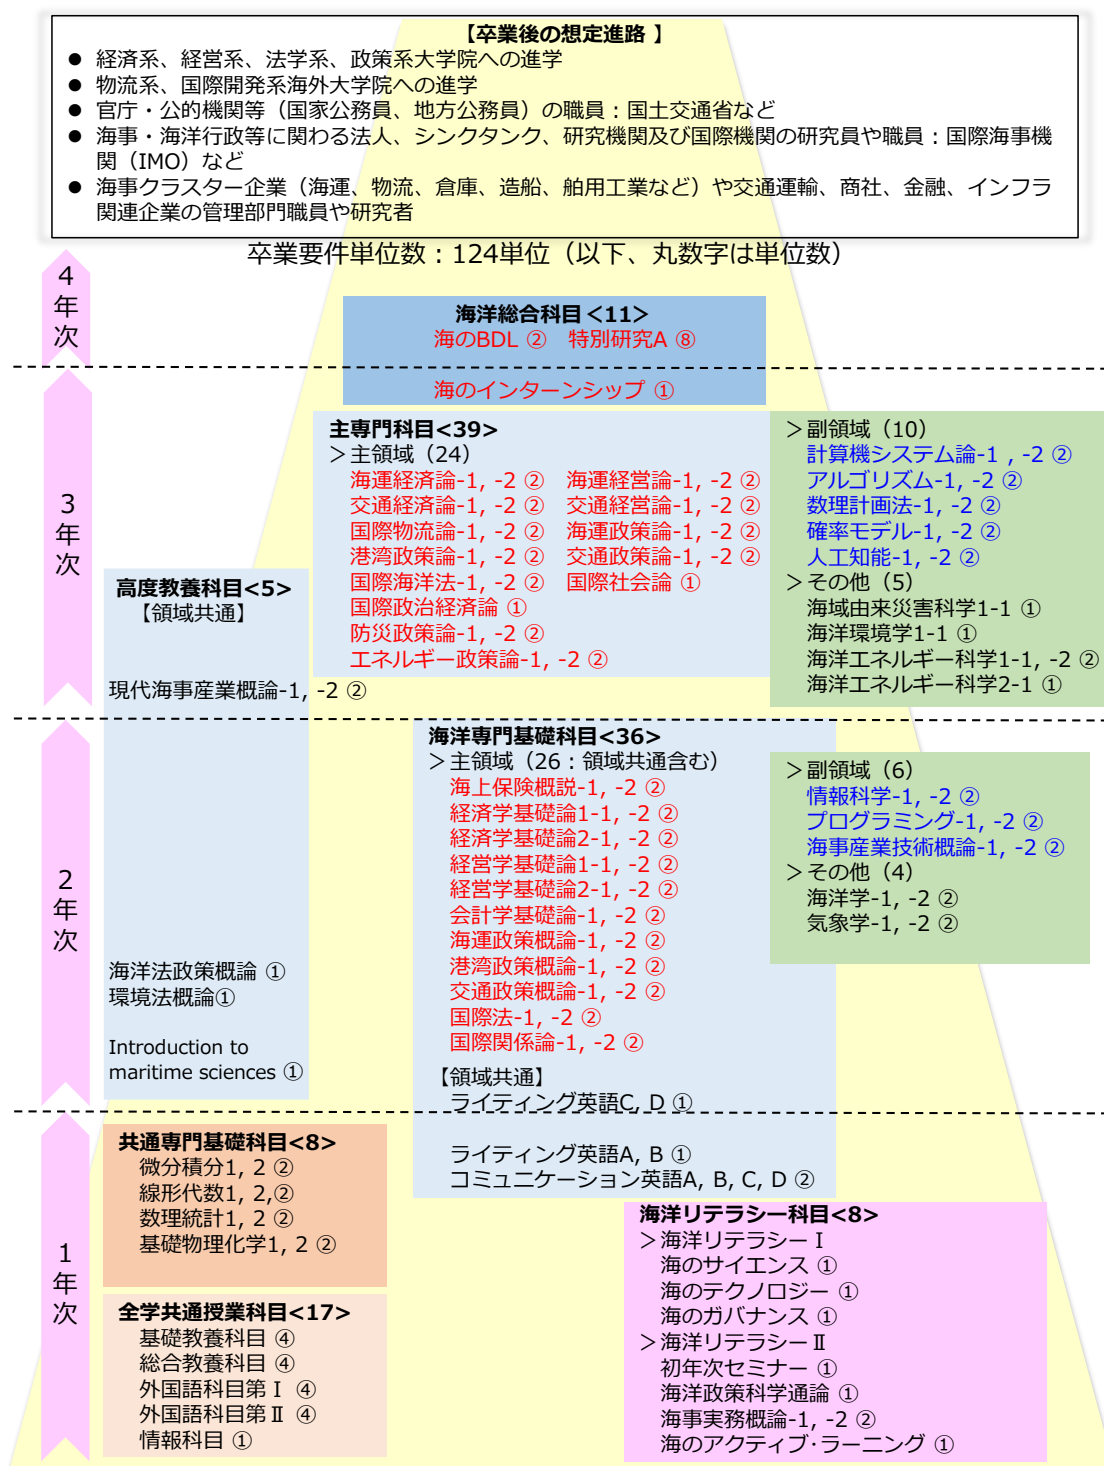 【卒業後の想定進路 】
● 経済系、経営系、法学系、政策系大学院への進学
● 物流系、国際開発系海外大学院への進学
● 官庁・公的機関等（国家公務員、地方公務員）の職員：国土交通省など
● 海事・海洋行政等に関わる法人、シンクタンク、研究機関及び国際機関の研究員や職員：国際海事機
関（IMO）など
● 海事クラスター企業（海運、物流、倉庫、造船、舶用工業など）や交通運輸、商社、金融、インフラ
関連企業の管理部門職員や研究者
卒業要件単位数：124単位（以下、丸数字は単位数）
4年次
海洋総合科目<11>
海のBDL ② 特別研究A ⑧
海のインターンシップ ①
3年次
主専門科目<39>
＞主領域（24）
海運経済論-1, -2 ② 海運経営論-1, -2 ②
交通経済論-1, -2 ② 交通経営論-1, -2 ②
国際物流論-1, -2 ② 海運政策論-1, -2 ②
港湾政策論-1, -2 ② 交通政策論-1, -2 ②
国際海洋法-1, -2 ② 国際社会論 ①
国際政治経済論 ①
防災政策論-1, -2 ②
エネルギー政策論-1, -2 ②
＞副領域（10）
計算機システム論-1 , -2 ②
アルゴリズム-1, -2 ②
数理計画法-1, -2 ②
確率モデル-1, -2 ②
人工知能-1, -2 ②
＞その他（5）
海域由来災害科学1-1 ①
海洋環境学1-1 ①
海洋エネルギー科学1-1, -2 ②
海洋エネルギー科学2-1 ①
高度教養科目<5>
【領域共通】
現代海事産業概論-1, -2 ②
海洋法政策概論 ①
環境法概論①
Introduction to
maritime sciences ①
2年次
海洋専門基礎科目<36>
＞主領域（26：領域共通含む）
海上保険概説-1, -2 ②
経済学基礎論1-1, -2 ②
経済学基礎論2-1, -2 ②
経営学基礎論1-1, -2 ②
経営学基礎論2-1, -2 ②
会計学基礎論-1, -2 ②
海運政策概論-1, -2 ②
港湾政策概論-1, -2 ②
交通政策概論-1, -2 ②
国際法-1, -2 ②
国際関係論-1, -2 ②
【領域共通】
ライティング英語C, D ①
ライティング英語A, B ①
コミュニケーション英語A, B, C, D ②
＞副領域（6）
情報科学-1, -2 ②
プログラミング-1, -2 ②
海事産業技術概論-1, -2 ②
＞その他（4）
海洋学-1, -2 ②
気象学-1, -2 ②
1年次
共通専門基礎科目<8>
微分積分1, 2 ②
線形代数1, 2,②
数理統計1, 2 ②
基礎物理化学1, 2 ②
全学共通授業科目<17>
基礎教養科目 ④
総合教養科目 ④
外国語科目第Ⅰ ④
外国語科目第Ⅱ ④
情報科目 ①
海洋リテラシー科目<8>
＞海洋リテラシーⅠ
海のサイエンス ①
海のテクノロジー ①
海のガバナンス ①
＞海洋リテラシーⅡ
初年次セミナー ①
海洋政策科学通論 ①
海事実務概論-1, -2 ②
海のアクティブ・ラーニング ①